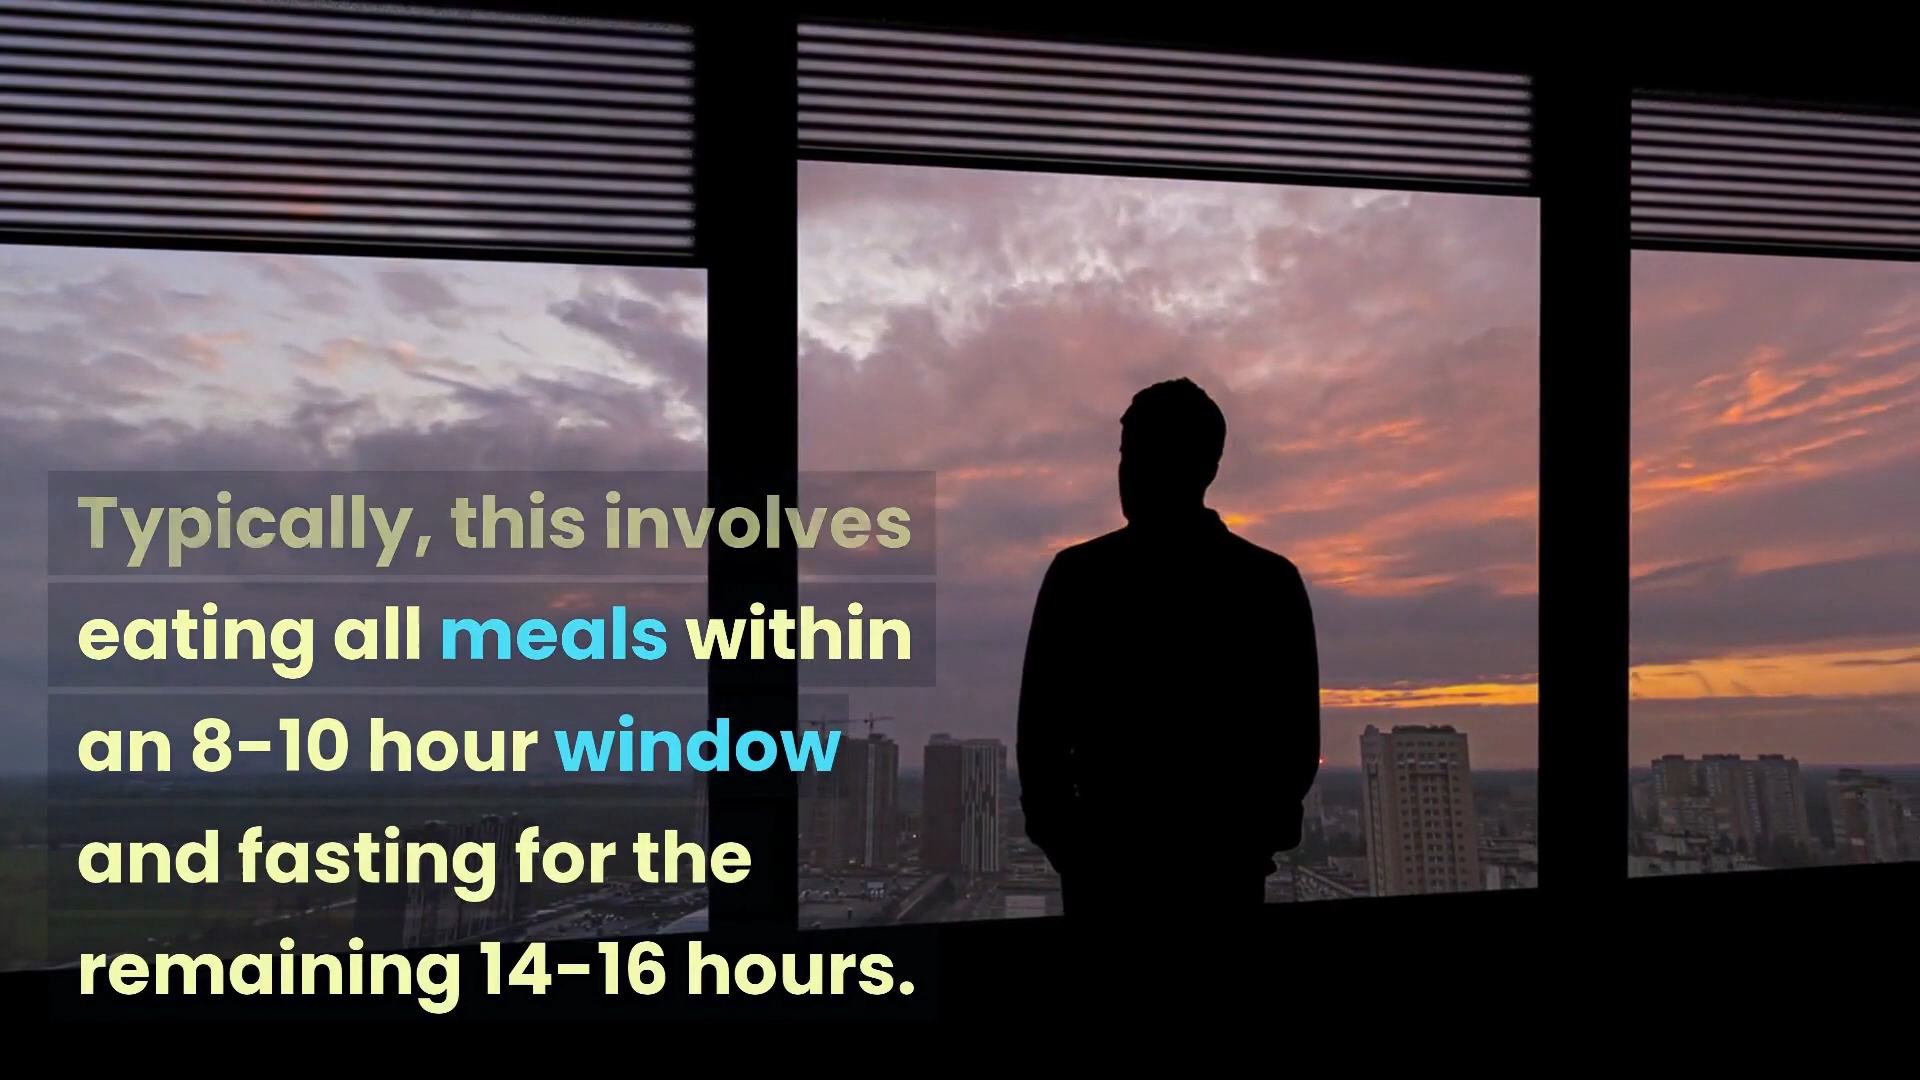 Typically, this involves
eating all meals within
an 8-10 hour window
and fasting for the
remaining 14-16 hours.